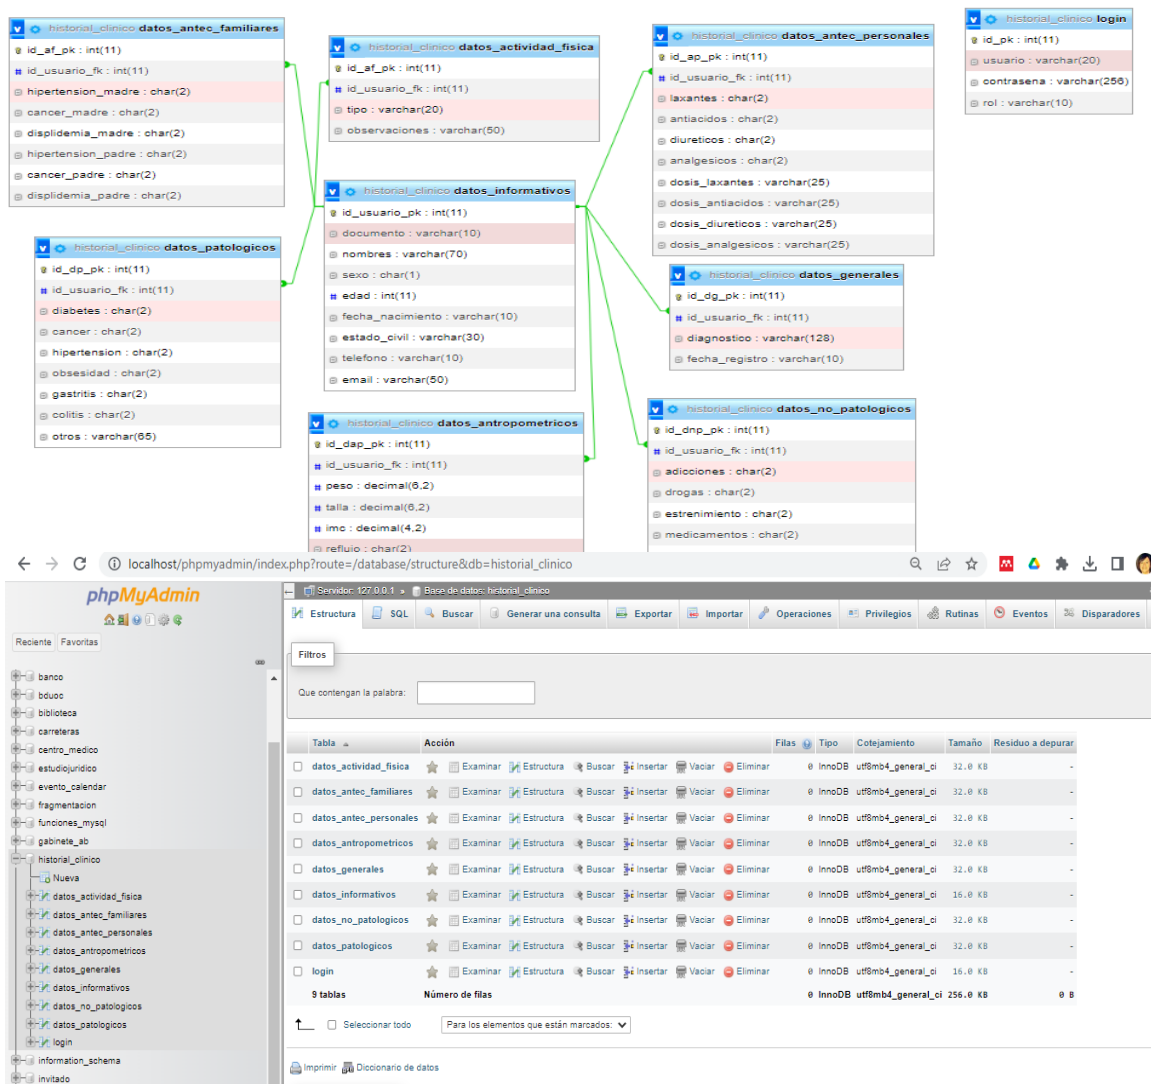 historial_clinico datos_antec_familiares
id_af_pk : int(11)
id_usuario_fk : int(11)
hipertension_madre : char(2)
cancer_madre : char(2)
displidemia_madre : char(2)
hipertension_padre : char(2)
cancer_padre : char(2)
displidemia_padre : char(2)
historial_clinico datos_actividad_fisica
id_af_pk : int(11)
id_usuario_fk : int(11)
tipo : varchar(20)
observaciones : varchar(50)
historial_clinico datos_antec_personales
id_ap_pk : int(11)
id_usuario_fk : int(11)
laxantes : char(2)
antiacidos : char(2)
diureticos : char(2)
analgesicos : char(2)
dosis_laxantes : varchar(25)
dosis_antiacidos : varchar(25)
dosis_diureticos : varchar(25)
dosis_analgesicos : varchar(25)
historial_clinico login
id_pk : int(11)
usuario : varchar(20)
contrasena : varchar(256)
rol : varchar(10)
historial_clinico datos_patologicos
id_dp_pk : int(11)
id_usuario_fk : int(11)
diabetes : char(2)
cancer : char(2)
hipertension : char(2)
obsesidad : char(2)
gastritis : char(2)
colitis : char(2)
otros : varchar(65)
historial_clinico datos_informativos
id_usuario_pk : int(11)
documento : varchar(10)
nombres : varchar(70)
sexo : char(1)
edad : int(11)
fecha_nacimiento : varchar(10)
estado_civil : varchar(30)
telefono : varchar(10)
email : varchar(50)
historial_clinico datos_generales
id_dg_pk : int(11)
id_usuario_fk : int(11)
diagnostico : varchar(128)
fecha_registro : varchar(10)
historial_clinico datos_antropometricos
id_dap_pk : int(11)
id_usuario_fk : int(11)
peso : decimal(6,2)
talla : decimal(6,2)
imc : decimal(4,2)
reflujo : char(2)
historial_clinico datos_no_patologicos
id_dnp_pk : int(11)
id_usuario_fk : int(11)
adicciones : char(2)
drogas : char(2)
estrenimiento : char(2)
medicamentos : char(2)
localhost/phpmyadmin/index.php?route=/database/structure&db=historial_clinico
phpMyAdmin
Reciente Favoritas
banco
bduoc
biblioteca
carreteras
centro_medico
estudiojuridico
evento_calendar
fragmentacion
funciones_mysql
gabinete_ab
historial_clinico
Nueva
datos_actividad_fisica
datos_antec_familiares
datos_antec_personales
datos_antropometricos
datos_generales
datos_informativos
datos_no_patologicos
datos_patologicos
login
information_schema
invitado
Servidor: 127.0.0.1 » Base de datos: historial_clinico
Estructura SQL Buscar Generar una consulta Exportar Importar Operaciones Privilegios Rutinas Eventos Disparadores
Filtros
Que contengan la palabra:
Tabla Acción Filas Tipo Cotejamiento Tamaño Residuo a depurar
datos_actividad_fisica Examinar Estructura Buscar Insertar Vaciar Eliminar 0 InnoDB utf8mb4_general_ci 32.0 KB -
datos_antec_familiares Examinar Estructura Buscar Insertar Vaciar Eliminar 0 InnoDB utf8mb4_general_ci 32.0 KB -
datos_antec_personales Examinar Estructura Buscar Insertar Vaciar Eliminar 0 InnoDB utf8mb4_general_ci 32.0 KB -
datos_antropometricos Examinar Estructura Buscar Insertar Vaciar Eliminar 0 InnoDB utf8mb4_general_ci 32.0 KB -
datos_generales Examinar Estructura Buscar Insertar Vaciar Eliminar 0 InnoDB utf8mb4_general_ci 32.0 KB -
datos_informativos Examinar Estructura Buscar Insertar Vaciar Eliminar 0 InnoDB utf8mb4_general_ci 16.0 KB -
datos_no_patologicos Examinar Estructura Buscar Insertar Vaciar Eliminar 0 InnoDB utf8mb4_general_ci 32.0 KB -
datos_patologicos Examinar Estructura Buscar Insertar Vaciar Eliminar 0 InnoDB utf8mb4_general_ci 32.0 KB -
login Examinar Estructura Buscar Insertar Vaciar Eliminar 0 InnoDB utf8mb4_general_ci 16.0 KB -
9 tablas Número de filas 0 InnoDB utf8mb4_general_ci 256.0 KB 0 B
Seleccionar todo Para los elementos que están marcados:
Imprimir Diccionario de datos